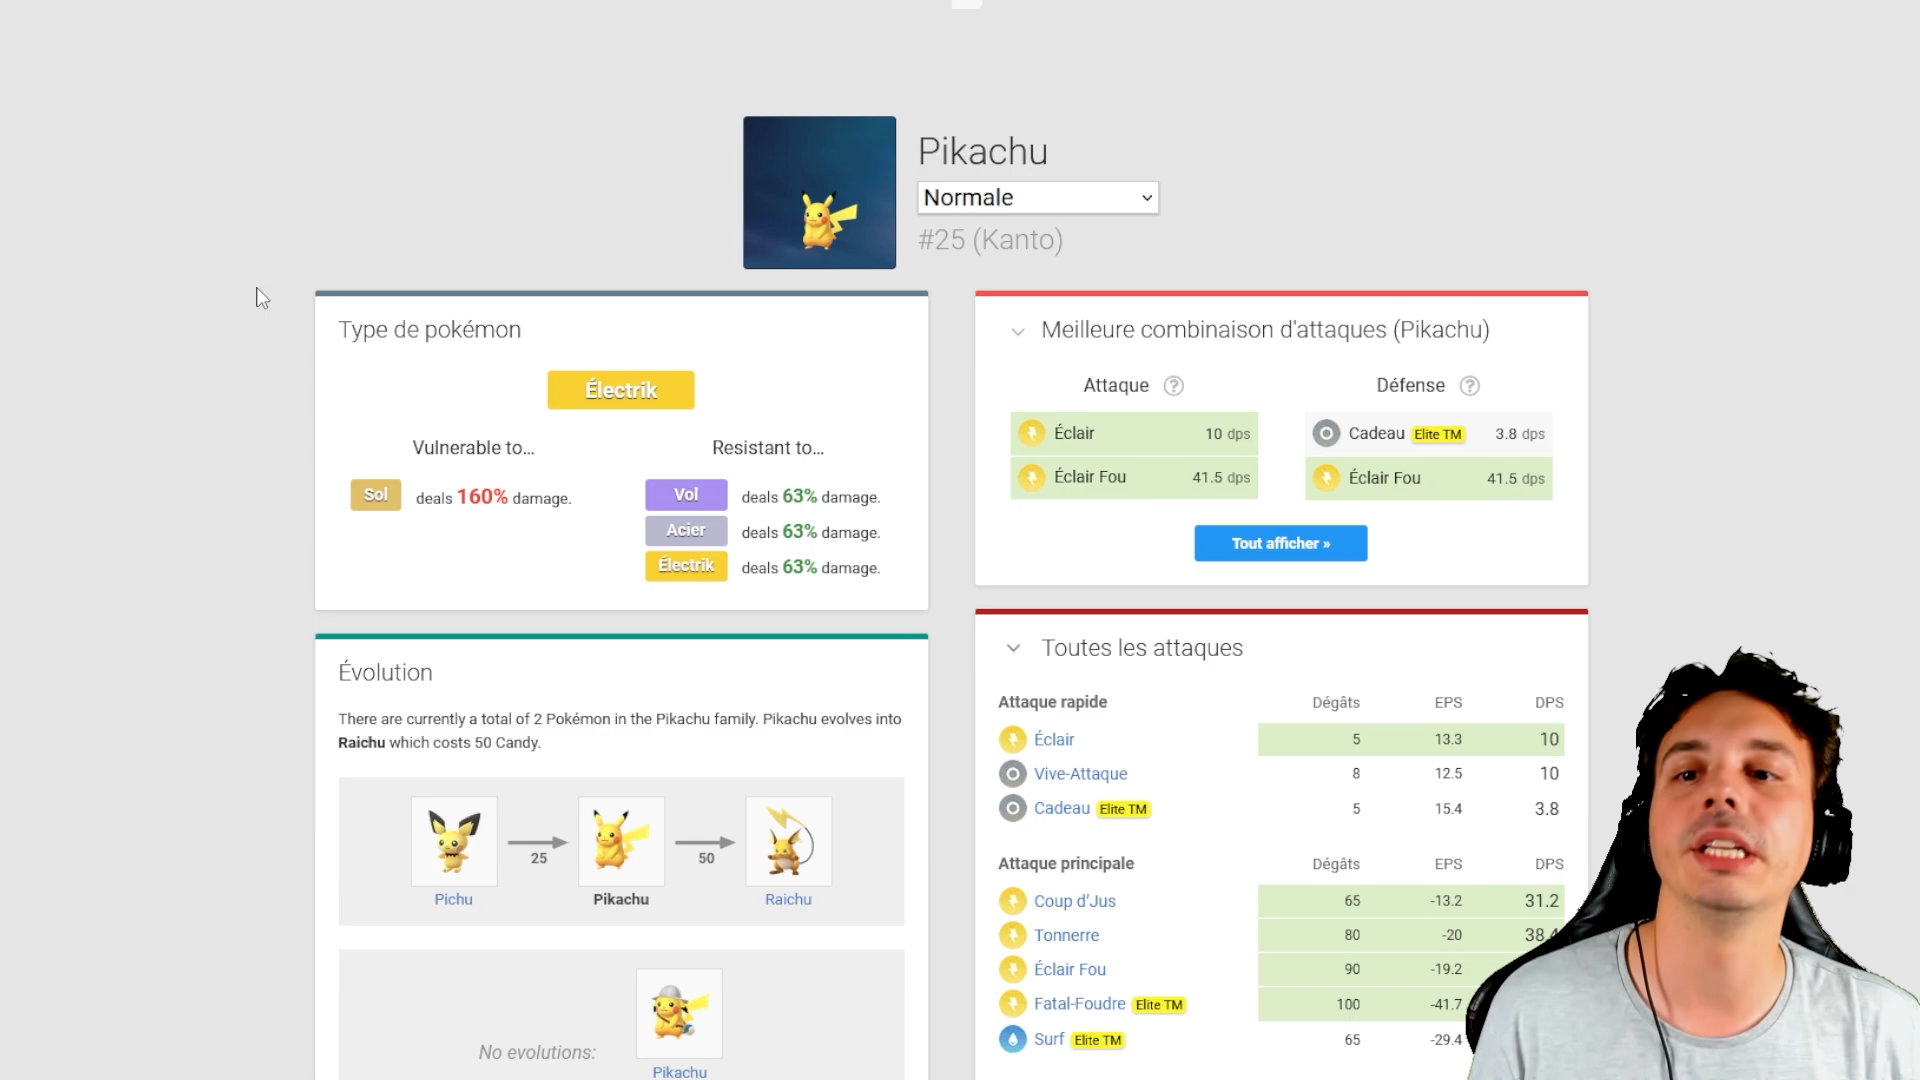 Pikachu
Normale
#25 (Kanto)
Type de pokémon
Électrik
Vulnerable to...
Sol deals 160% damage.
Resistant to...
Vol deals 63% damage.
Acier deals 63% damage.
Électrik deals 63% damage.
Évolution
There are currently a total of 2 Pokémon in the Pikachu family. Pikachu evolves into
Raichu which costs 50 Candy.
25 50
Pichu Pikachu Raichu
No evolutions:
Pikachu
Meilleure combinaison d'attaques (Pikachu)
Attaque ?
Éclair 10 dps
Éclair Fou 41.5 dps
Défense ?
Cadeau Elite TM 3.8 dps
Éclair Fou 41.5 dps
Tout afficher »
Toutes les attaques
Attaque rapide Dégâts EPS DPS
Éclair 5 13.3 10
Vive-Attaque 8 12.5 10
Cadeau Elite TM 5 15.4 3.8
Attaque principale Dégâts EPS DPS
Coup d’Jus 65 -13.2 31.2
Tonnerre 80 -20 38.4
Éclair Fou 90 -19.2
Fatal-Foudre Elite TM 100 -41.7
Surf Elite TM 65 -29.4